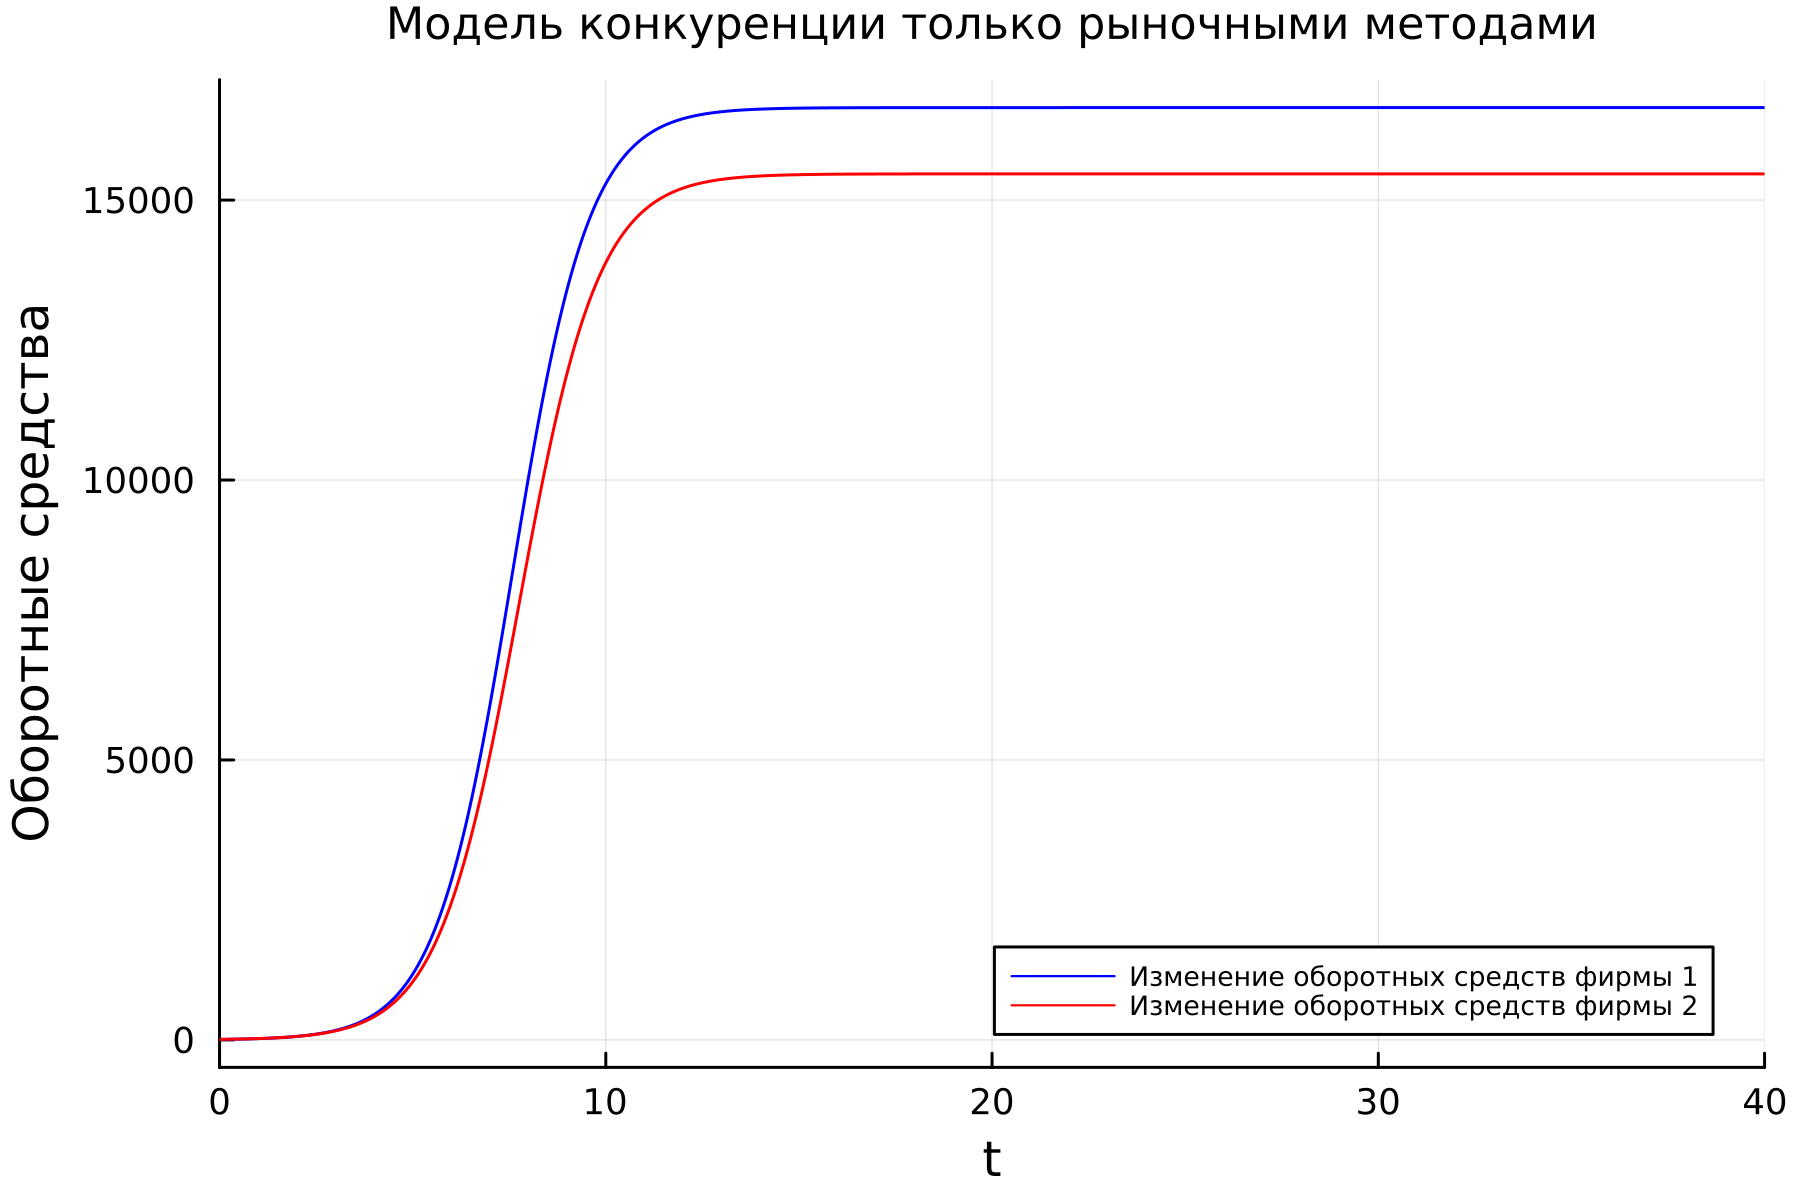 Модель конкуренции только рыночными методами
Оборотные средства
15000
10000
5000
0
0 10 20 30 40
t
Изменение оборотных средств фирмы 1
Изменение оборотных средств фирмы 2